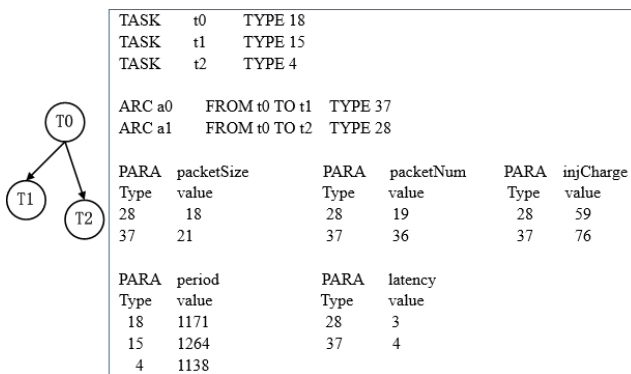 TASK t0 TYPE 18
TASK t1 TYPE 15
TASK t2 TYPE 4
ARC a0 FROM t0 TO t1 TYPE 37
ARC a1 FROM t0 TO t2 TYPE 28
T0
T1
T2
PARA packetSize PARA packetNum PARA injCharge
Type value Type value Type value
28 18 28 19 28 59
37 21 37 36 37 76
PARA period PARA latency
Type value Type value
18 1171 28 3
15 1264 37 4
4 1138